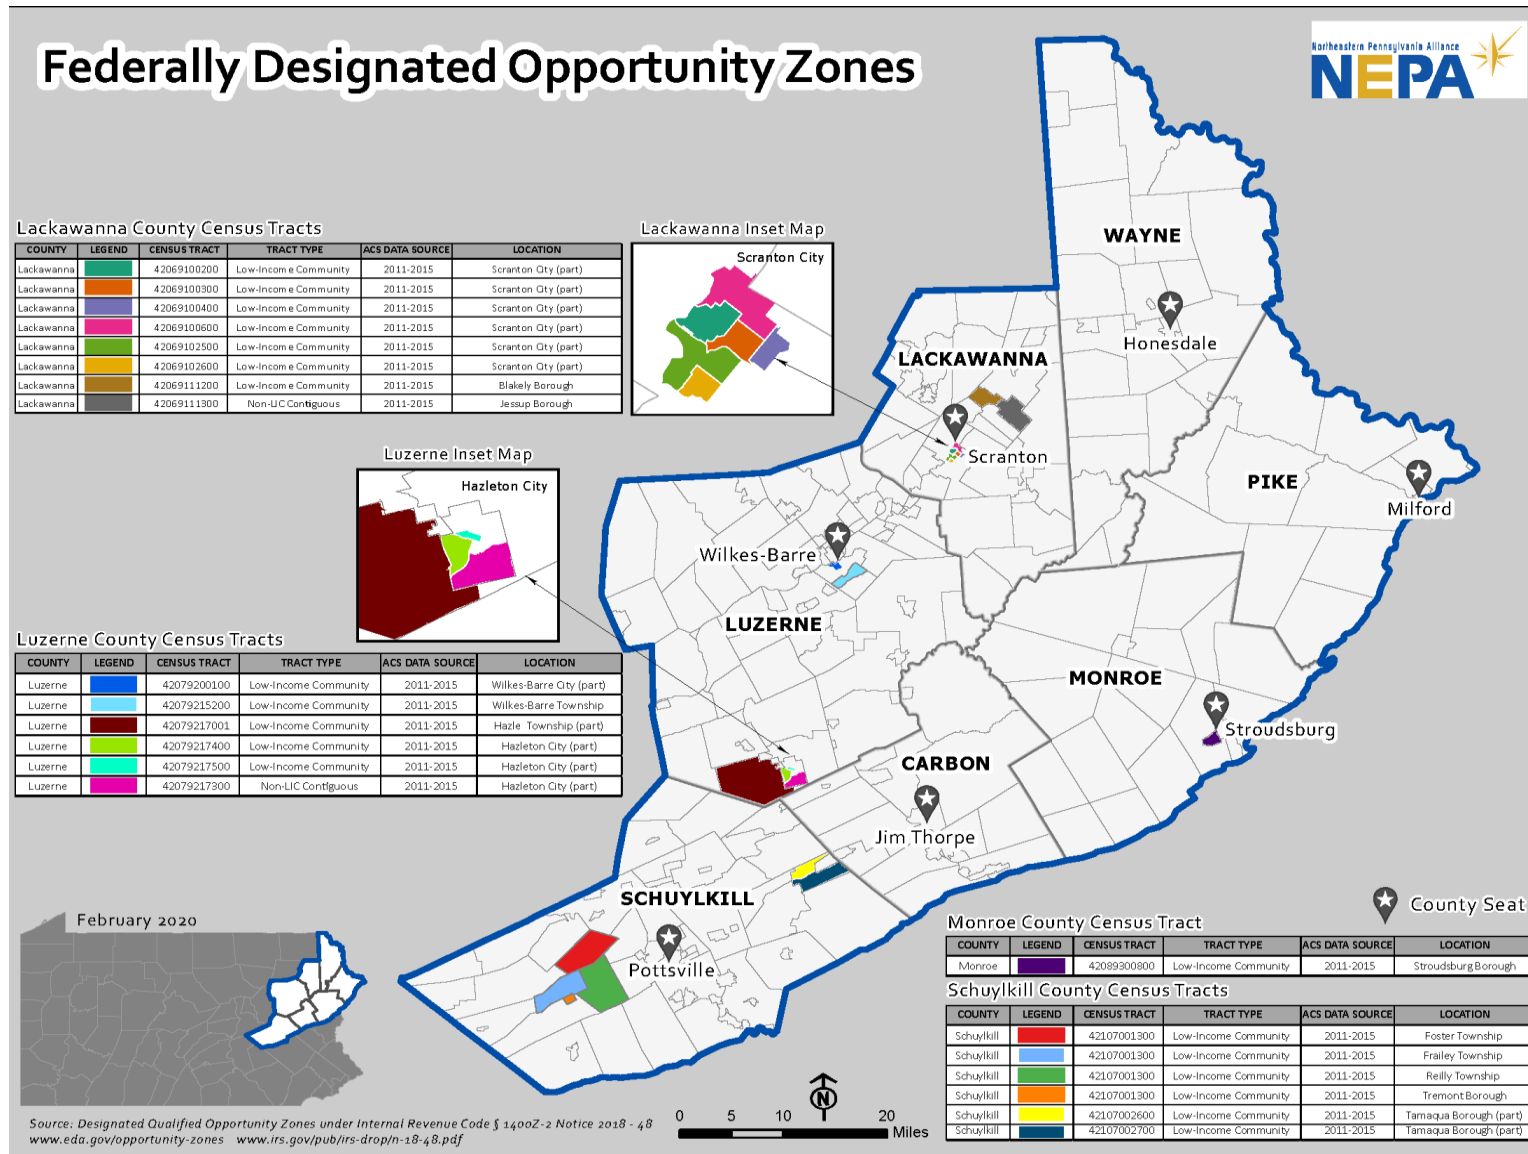 Federally Designated Opportunity Zones
Northeastern Pennsylvania Alliance
NEPA
Lackawanna County Census Tracts
COUNTY LEGEND CENSUS TRACT TRACT TYPE ACS DATA SOURCE LOCATION
Lackawanna 42069100200 Low-Income Community 2011-2015 Scranton City (part)
Lackawanna 42069100300 Low-Income Community 2011-2015 Scranton City (part)
Lackawanna 42069100400 Low-Income Community 2011-2015 Scranton City (part)
Lackawanna 42069100600 Low-Income Community 2011-2015 Scranton City (part)
Lackawanna 42069102500 Low-Income Community 2011-2015 Scranton City (part)
Lackawanna 42069102600 Low-Income Community 2011-2015 Scranton City (part)
Lackawanna 42069111200 Low-Income Community 2011-2015 Blakely Borough
Lackawanna 42069111300 Non-LIC Contiguous 2011-2015 Jessup Borough
Lackawanna Inset Map
Scranton City
WAYNE
Honesdale
LACKAWANNA
Scranton
PIKE
Milford
Luzerne Inset Map
Hazleton City
Wilkes-Barre
LUZERNE
Luzerne County Census Tracts
COUNTY LEGEND CENSUS TRACT TRACT TYPE ACS DATA SOURCE LOCATION
Luzerne 42079200100 Low-Income Community 2011-2015 Wilkes-Barre City (part)
Luzerne 42079215200 Low-Income Community 2011-2015 Wilkes-Barre Township
Luzerne 42079217001 Low-Income Community 2011-2015 Hazle Township (part)
Luzerne 42079217400 Low-Income Community 2011-2015 Hazleton City (part)
Luzerne 42079217500 Low-Income Community 2011-2015 Hazleton City (part)
Luzerne 42079217300 Non-LIC Contiguous 2011-2015 Hazleton City (part)
MONROE
Stroudsburg
CARBON
Jim Thorpe
SCHUYLKILL
Pottsville
County Seat
February 2020
Monroe County Census Tract
COUNTY LEGEND CENSUS TRACT TRACT TYPE ACS DATA SOURCE LOCATION
Monroe 42089300800 Low-Income Community 2011-2015 Stroudsburg Borough
Schuylkill County Census Tracts
COUNTY LEGEND CENSUS TRACT TRACT TYPE ACS DATA SOURCE LOCATION
Schuylkill 42107001300 Low-Income Community 2011-2015 Foster Township
Schuylkill 42107001300 Low-Income Community 2011-2015 Frailey Township
Schuylkill 42107001300 Low-Income Community 2011-2015 Reilly Township
Schuylkill 42107001300 Low-Income Community 2011-2015 Tremont Borough
Schuylkill 42107002600 Low-Income Community 2011-2015 Tamaqua Borough (part)
Schuylkill 42107002700 Low-Income Community 2011-2015 Tamaqua Borough (part)
N
0 5 10 20
Miles
Source: Designated Qualified Opportunity Zones under Internal Revenue Code § 1400Z-2 Notice 2018 - 48
www.eda.gov/opportunity-zones www.irs.gov/pub/irs-drop/n-18-48.pdf